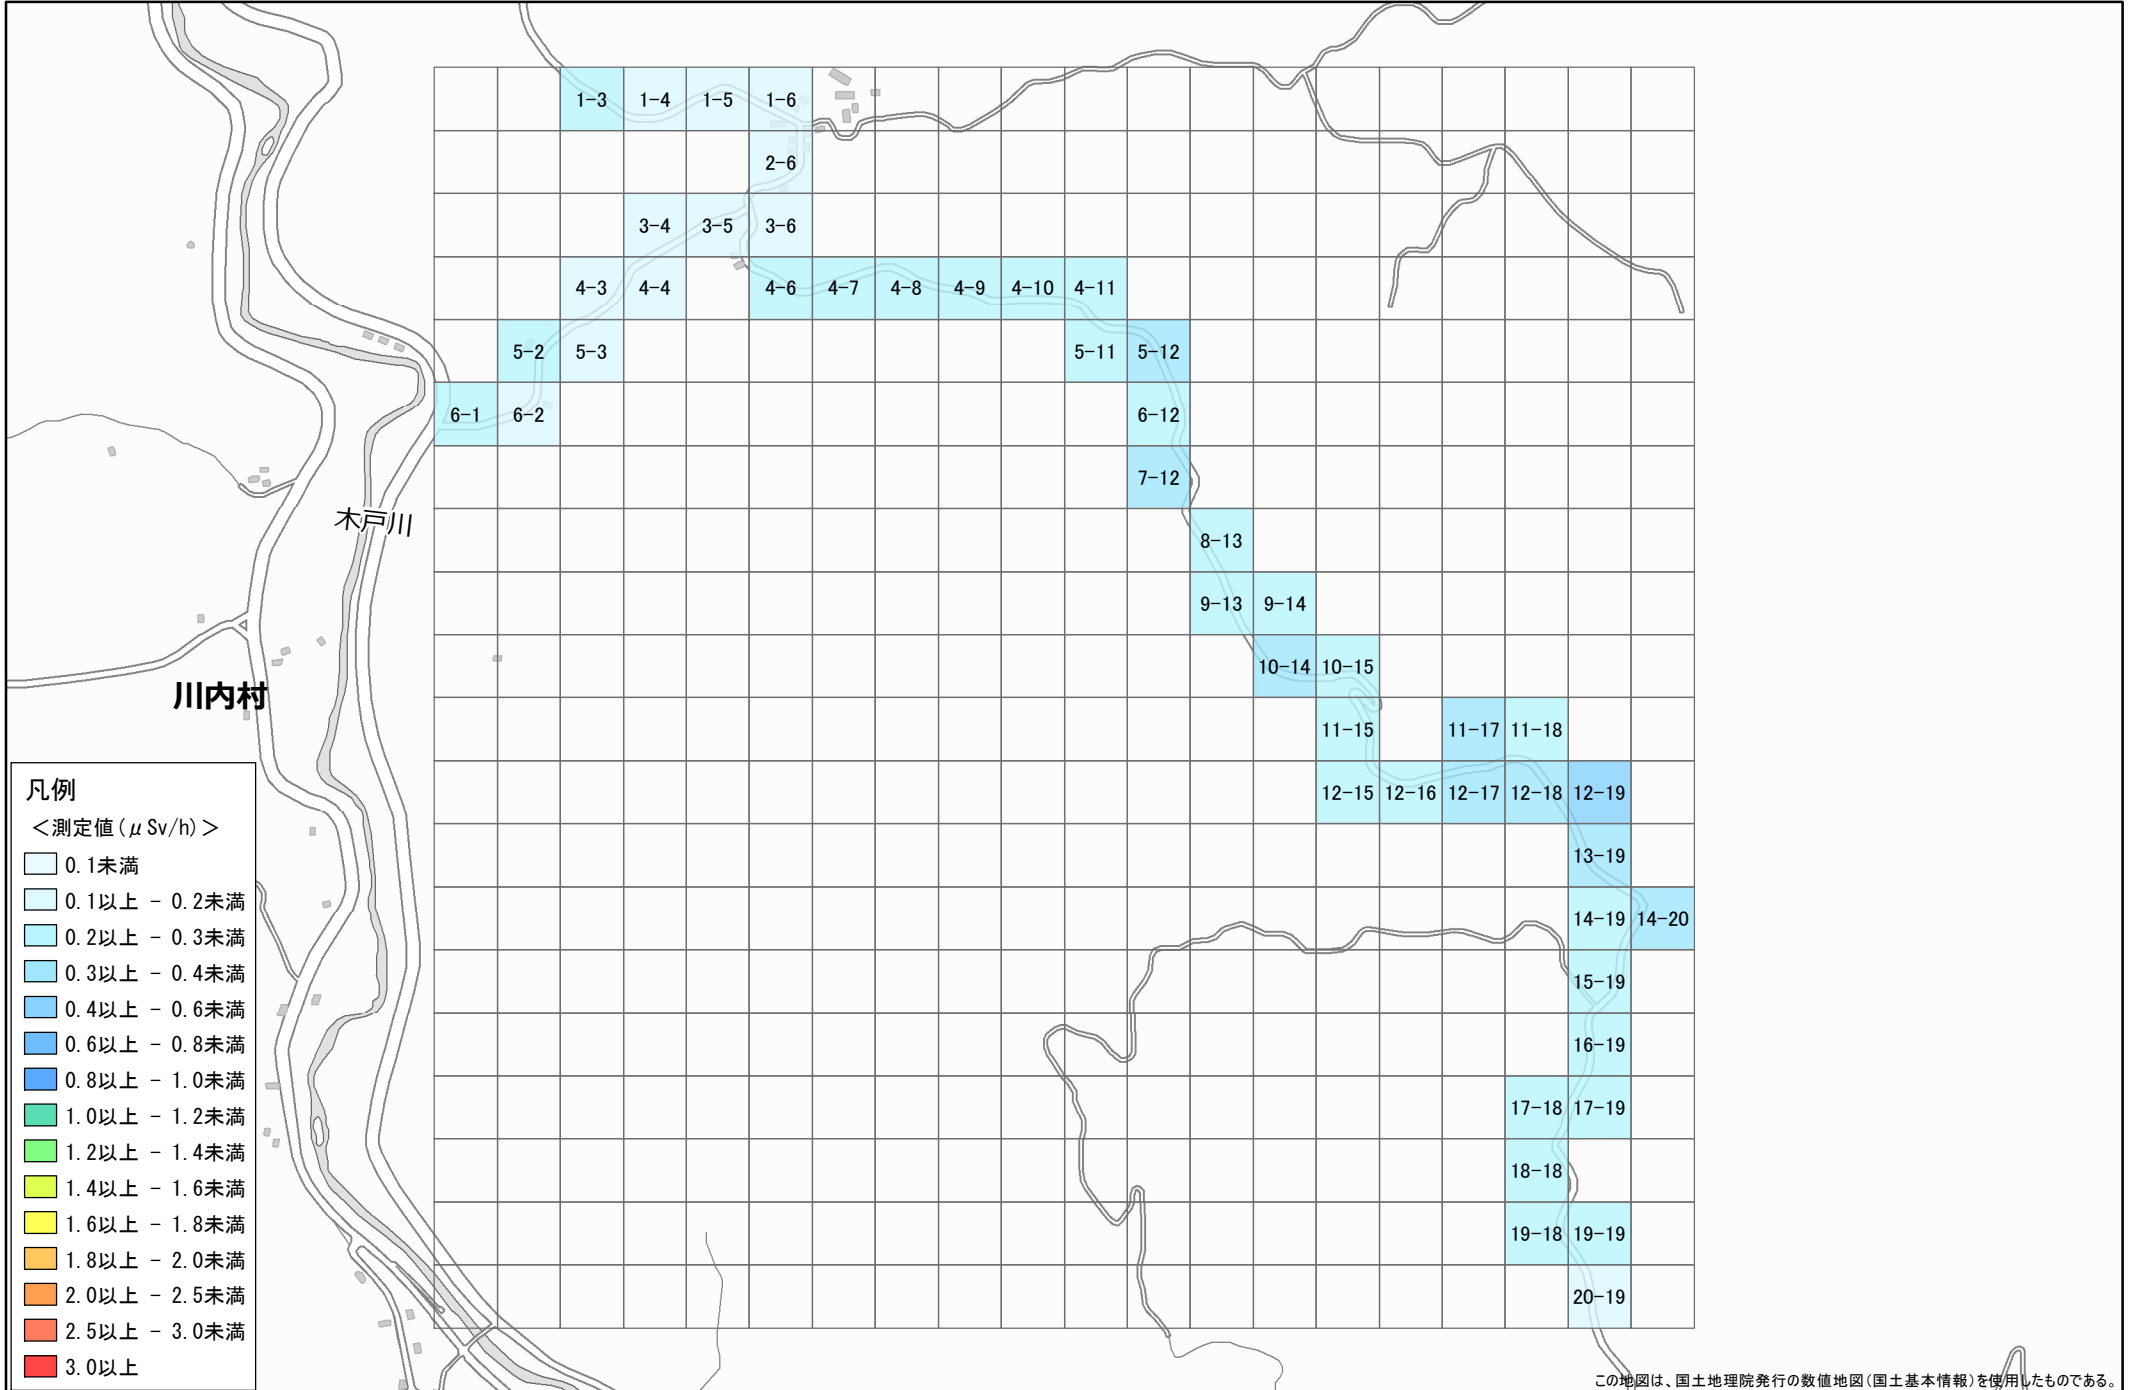 1-3 1-4 1-5 1-6
2-6
3-4 3-5 3-6
4-3 4-4 4-6 4-7 4-8 4-9 4-10 4-11
5-2 5-3 5-11 5-12
6-1 6-2 6-12
7-12
木戸川
8-13
9-13 9-14
10-14 10-15
川内村
11-15 11-17 11-18
12-15 12-16 12-17 12-18 12-19
13-19
14-19 14-20
15-19
16-19
17-18 17-19
18-18
19-18 19-19
20-19
凡例
＜測定値(μSv/h)＞
0.1未満
0.1以上 - 0.2未満
0.2以上 - 0.3未満
0.3以上 - 0.4未満
0.4以上 - 0.6未満
0.6以上 - 0.8未満
0.8以上 - 1.0未満
1.0以上 - 1.2未満
1.2以上 - 1.4未満
1.4以上 - 1.6未満
1.6以上 - 1.8未満
1.8以上 - 2.0未満
2.0以上 - 2.5未満
2.5以上 - 3.0未満
3.0以上
この地図は、国土地理院発行の数値地図(国土基本情報)を使用したものである。